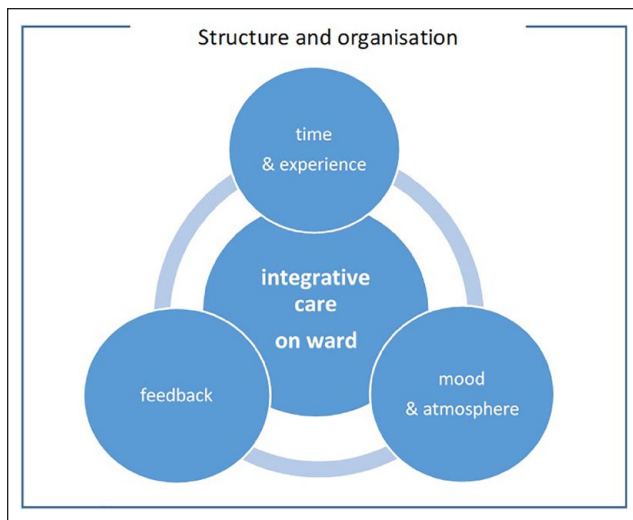 Structure and organisation
time
& experience
integrative
care
on ward
feedback
mood
& atmosphere